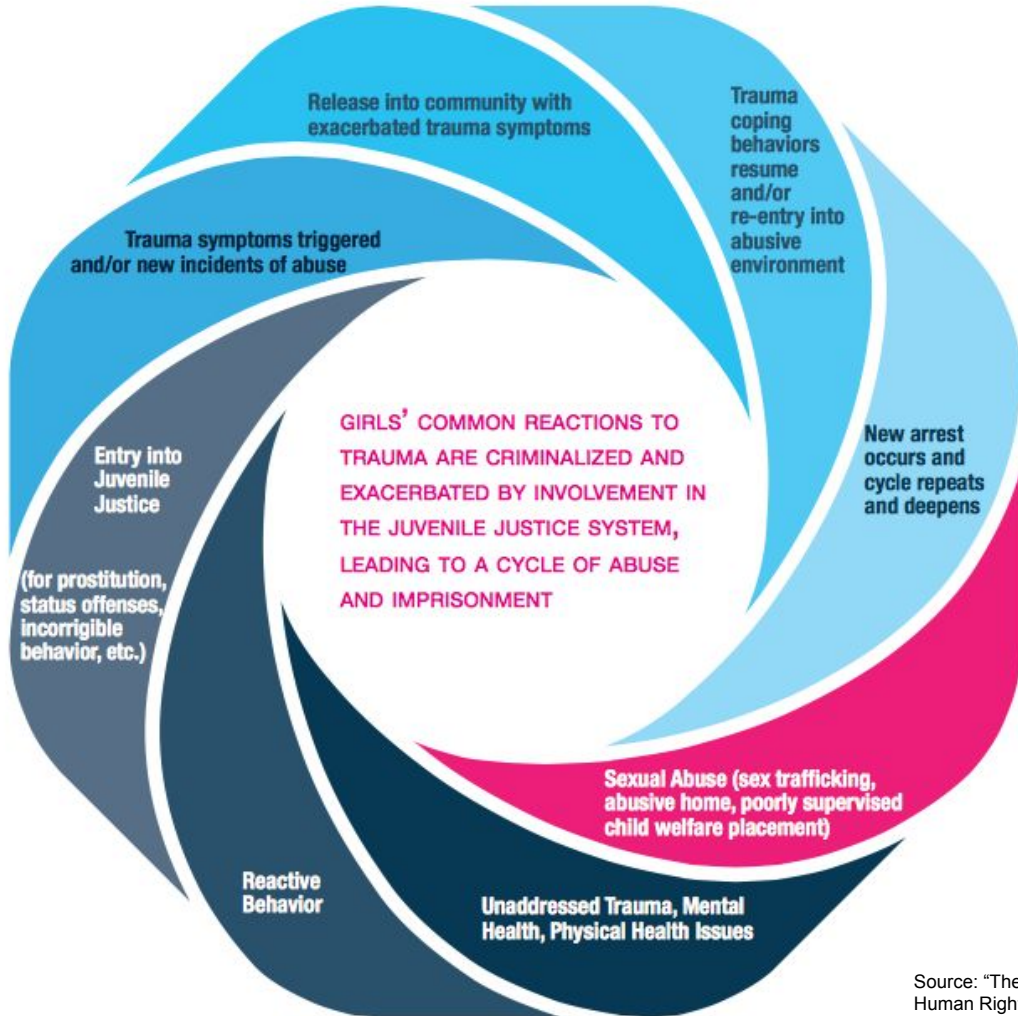 Release into community with
exacerbated trauma symptoms
Trauma
coping
behaviors
resume
and/or
re-entry into
abusive
environment
Trauma symptoms triggered
and/or new incidents of abuse
New arrest
occurs and
cycle repeats
and deepens
GIRLS' COMMON REACTIONS TO
TRAUMA ARE CRIMINALIZED AND
EXACERBATED BY INVOLVEMENT IN
THE JUVENILE JUSTICE SYSTEM,
LEADING TO A CYCLE OF ABUSE
AND IMPRISONMENT
Entry into
Juvenile
Justice
(for prostitution,
status offenses,
incorrigible
behavior, etc.)
Sexual Abuse (sex trafficking,
abusive home, poorly supervised
child welfare placement)
Reactive
Behavior
Unaddressed Trauma, Mental
Health, Physical Health Issues
Source: “The
Human Righ